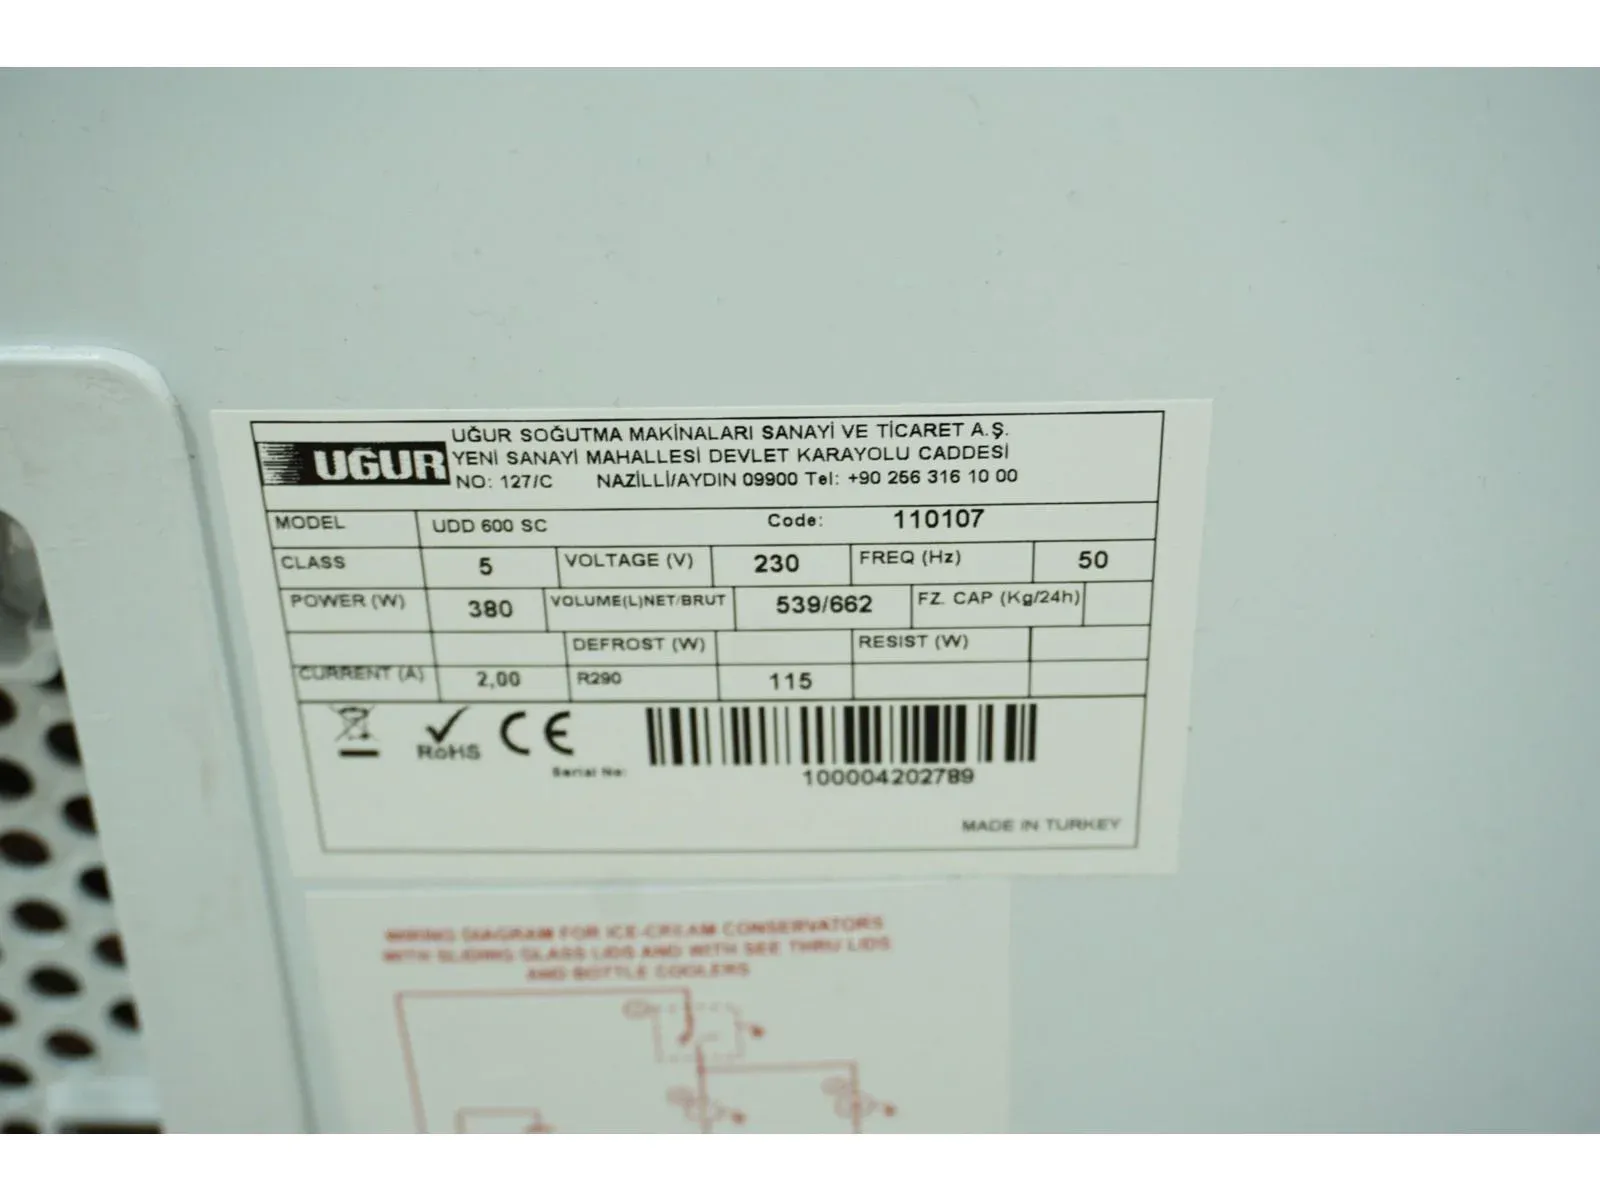 UĞUR
UĞUR SOĞUTMA MAKİNALARI SANAYİ VE TİCARET A.Ş.
YENİ SANAYİ MAHALLESİ DEVLET KARAYOLU CADDESİ
NO: 127/C NAZİLLİ/AYDIN 09900 Tel: +90 256 316 10 00
MODEL UDD 600 SC Code: 110107
CLASS 5 VOLTAGE (V) 230 FREQ (Hz) 50
POWER (W) 380 VOLUME(L)NET/BRUT 539/662 FZ. CAP (Kg/24h)
DEFROST (W) RESIST (W)
CURRENT (A) 2,00 R290 115
RoHS CE
Serial No: 100004202789
MADE IN TURKEY
WIRING DIAGRAM FOR ICE-CREAM CONSERVATORS
WITH SLIDING GLASS LIDS AND WITH SEE THRU LIDS
AND BOTTLE COOLERS